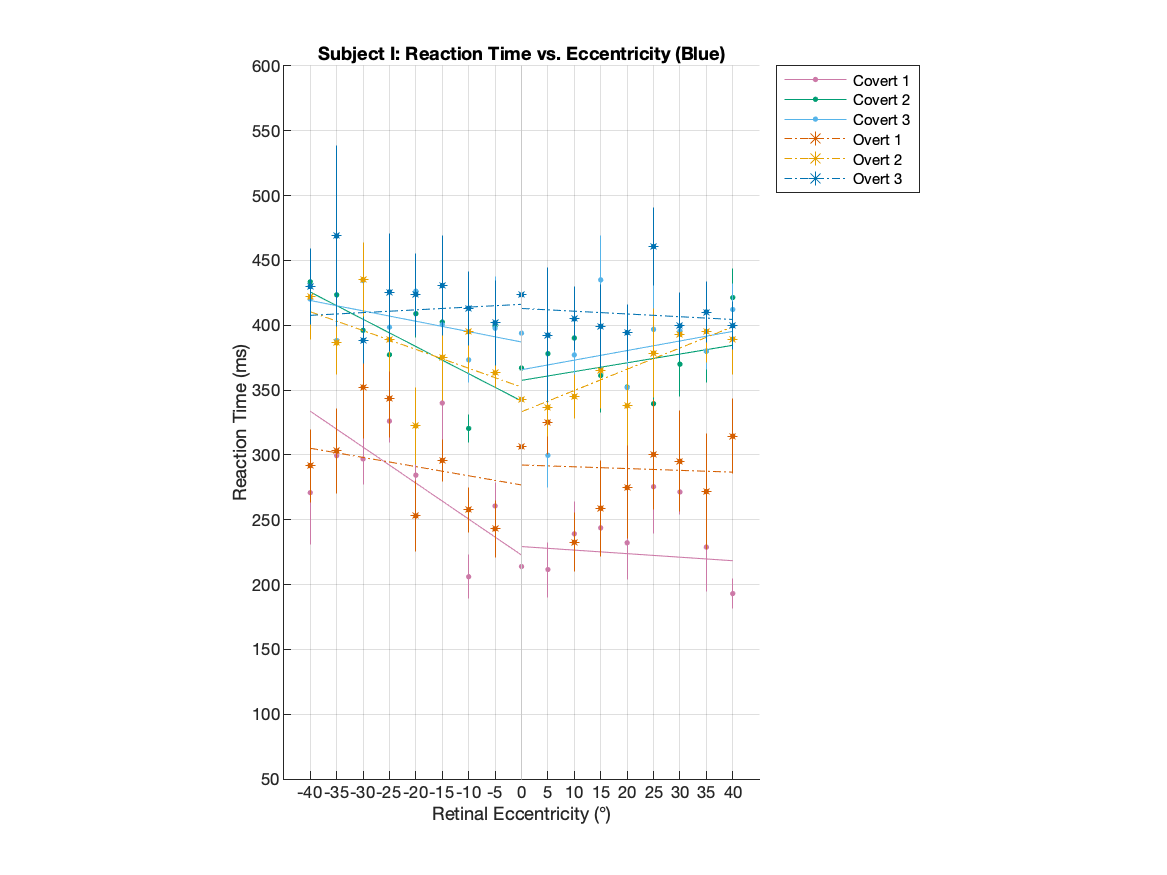 Subject I: Reaction Time vs. Eccentricity (Blue)
600
550
500
450
400
350
300
250
200
150
100
50
Reaction Time (ms)
-40 -35 -30 -25 -20 -15 -10 -5 0 5 10 15 20 25 30 35 40
Retinal Eccentricity (°)
Covert 1
Covert 2
Covert 3
Overt 1
Overt 2
Overt 3